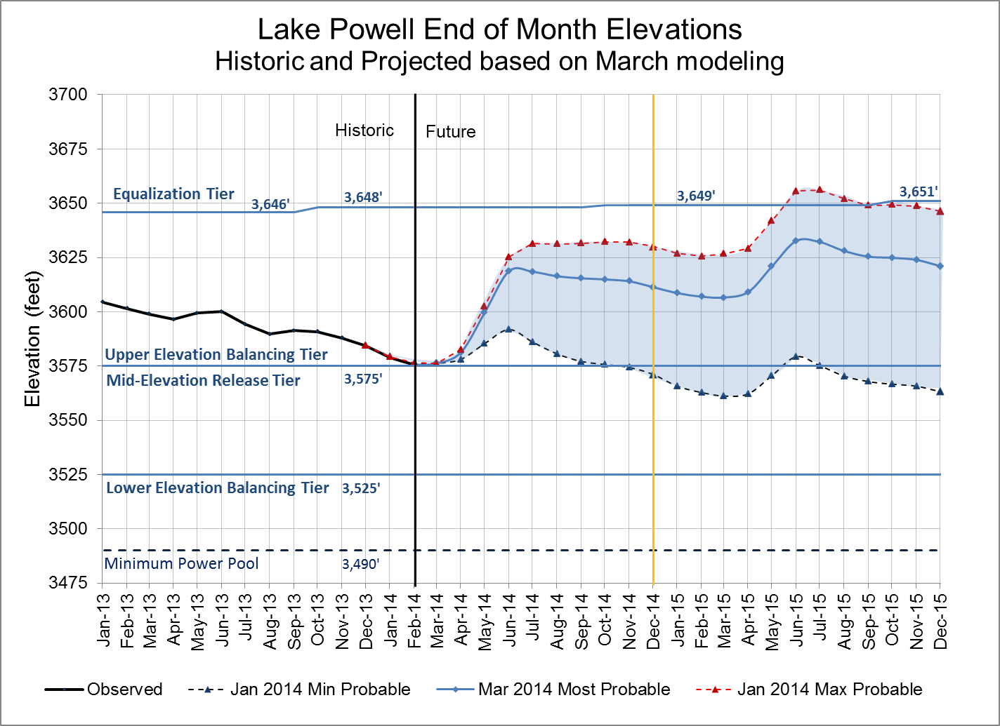 Lake Powell End of Month Elevations
Historic and Projected based on March modeling
Elevation (feet)
3700
3675
3650
3625
3600
3575
3550
3525
3500
3475
Historic
Future
Equalization Tier
3,646'
3,648'
3,649'
3,651'
Upper Elevation Balancing Tier
Mid-Elevation Release Tier
3,575'
Lower Elevation Balancing Tier
3,525'
Minimum Power Pool
3,490'
Jan-13
Feb-13
Mar-13
Apr-13
May-13
Jun-13
Jul-13
Aug-13
Sep-13
Oct-13
Nov-13
Dec-13
Jan-14
Feb-14
Mar-14
Apr-14
May-14
Jun-14
Jul-14
Aug-14
Sep-14
Oct-14
Nov-14
Dec-14
Jan-15
Feb-15
Mar-15
Apr-15
May-15
Jun-15
Jul-15
Aug-15
Sep-15
Oct-15
Nov-15
Dec-15
Observed
Jan 2014 Min Probable
Mar 2014 Most Probable
Jan 2014 Max Probable